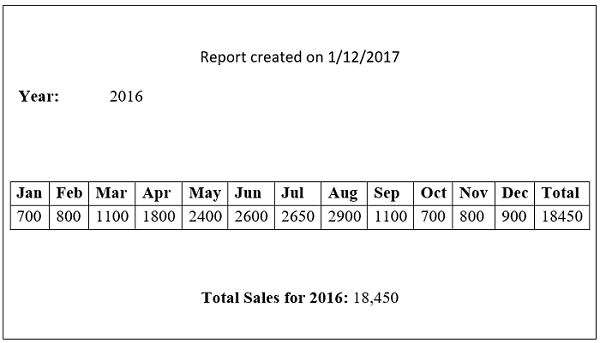 Report created on 1/12/2017
Year: 2016
Jan Feb Mar Apr May Jun Jul Aug Sep Oct Nov Dec Total
700 800 1100 1800 2400 2600 2650 2900 1100 700 800 900 18450
Total Sales for 2016: 18,450